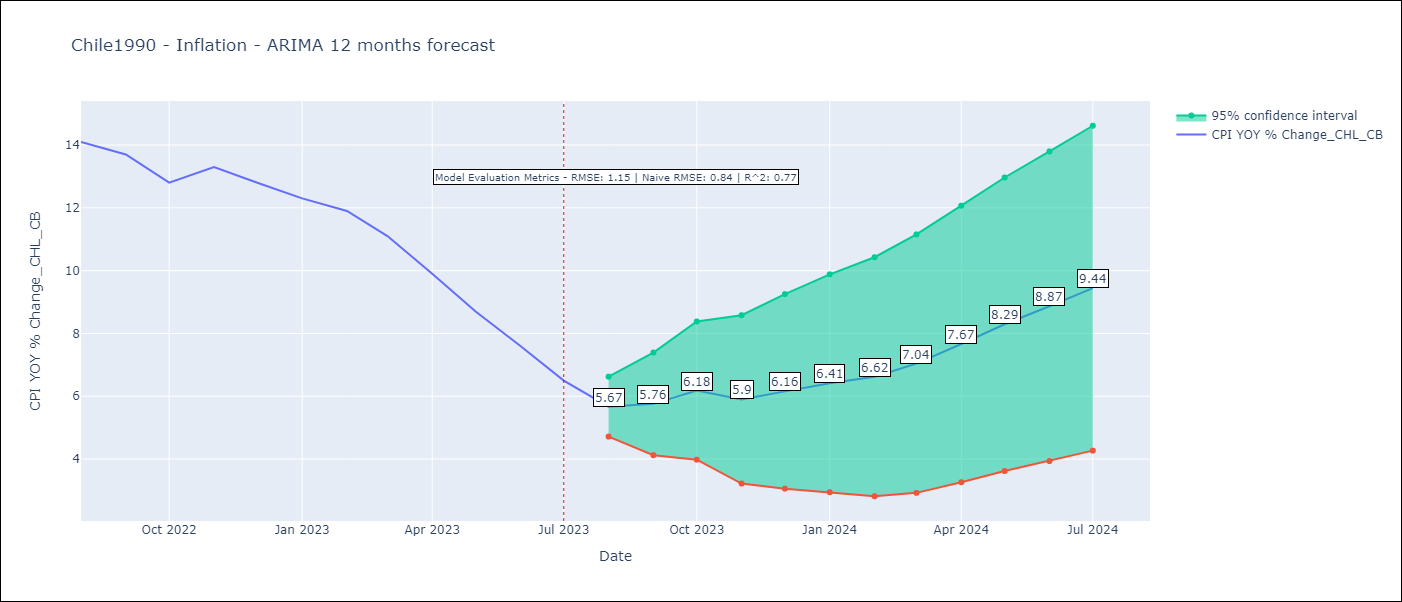 Chile1990 - Inflation - ARIMA 12 months forecast
95% confidence interval
CPI YOY % Change_CHL_CB
Model Evaluation Metrics - RMSE: 1.15 | Naive RMSE: 0.84 | R^2: 0.77
CPI YOY % Change_CHL_CB
14
12
10
8
6
4
5.67
5.76
6.18
5.9
6.16
6.41
6.62
7.04
7.67
8.29
8.87
9.44
Oct 2022
Jan 2023
Apr 2023
Jul 2023
Oct 2023
Jan 2024
Apr 2024
Jul 2024
Date